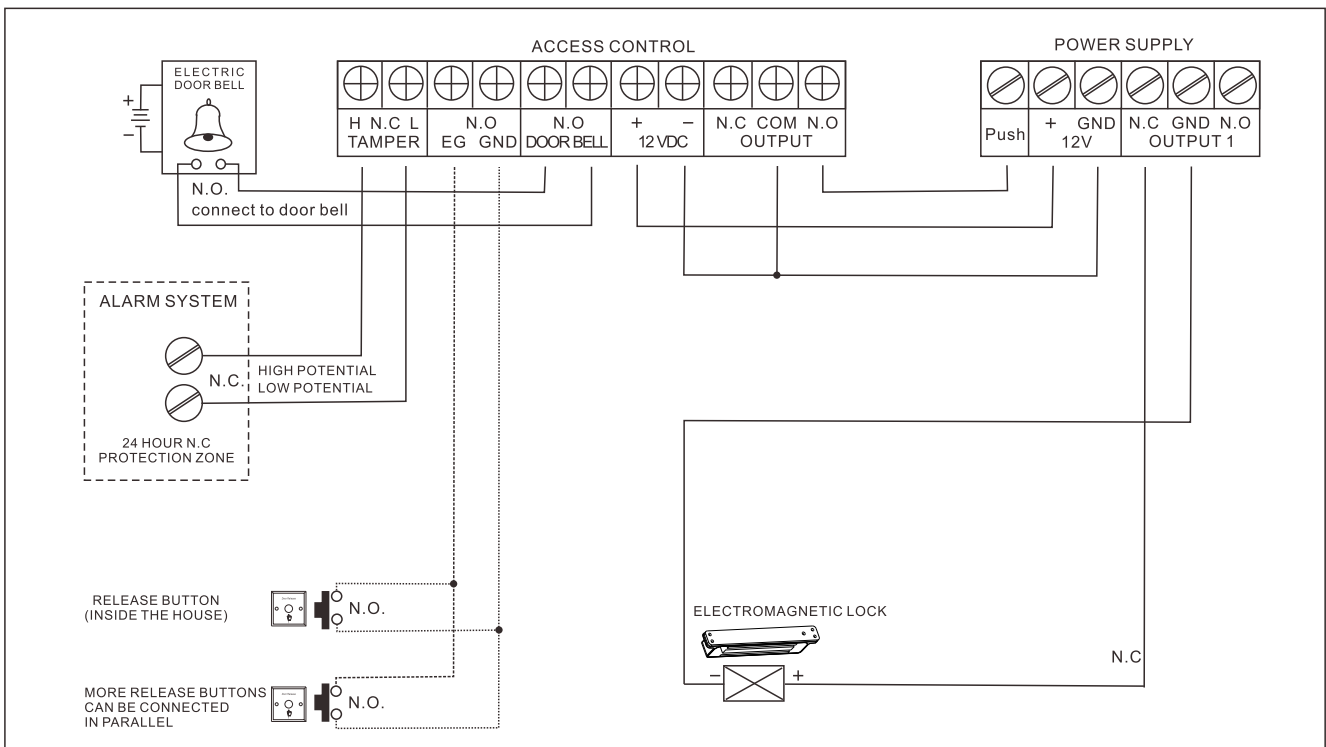 ACCESS CONTROL
POWER SUPPLY
ELECTRIC
DOOR BELL
+
−
H N.C L
TAMPER
N.O
EG GND
N.O
DOOR BELL
+ −
12 VDC
N.C COM N.O
OUTPUT
Push
+ GND
12V
N.C GND N.O
OUTPUT 1
N.O.
connect to door bell
ALARM SYSTEM
N.C.
HIGH POTENTIAL
LOW POTENTIAL
24 HOUR N.C
PROTECTION ZONE
RELEASE BUTTON
(INSIDE THE HOUSE)
N.O.
ELECTROMAGNETIC LOCK
N.C
− +
MORE RELEASE BUTTONS
CAN BE CONNECTED
IN PARALLEL
N.O.